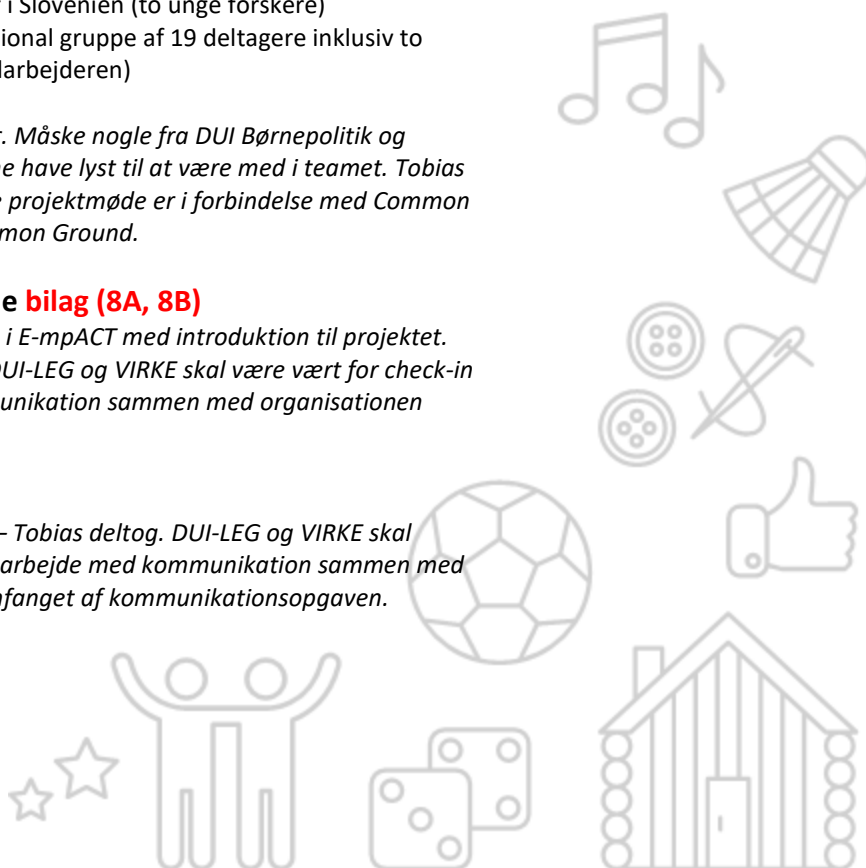 i Slovenien (to unge forskere)
ional gruppe af 19 deltagere inklusiv to
darbejderen)
. Måske nogle fra DUI Børnepolitik og
ne have lyst til at være med i teamet. Tobias
e projektmøde er i forbindelse med Common
mon Ground.
e bilag (8A, 8B)
i E-mpACT med introduktion til projektet.
DUI-LEG og VIRKE skal være vært for check-in
unikation sammen med organisationen
– Tobias deltog. DUI-LEG og VIRKE skal
arbejde med kommunikation sammen med
nfanget af kommunikationsopgaven.